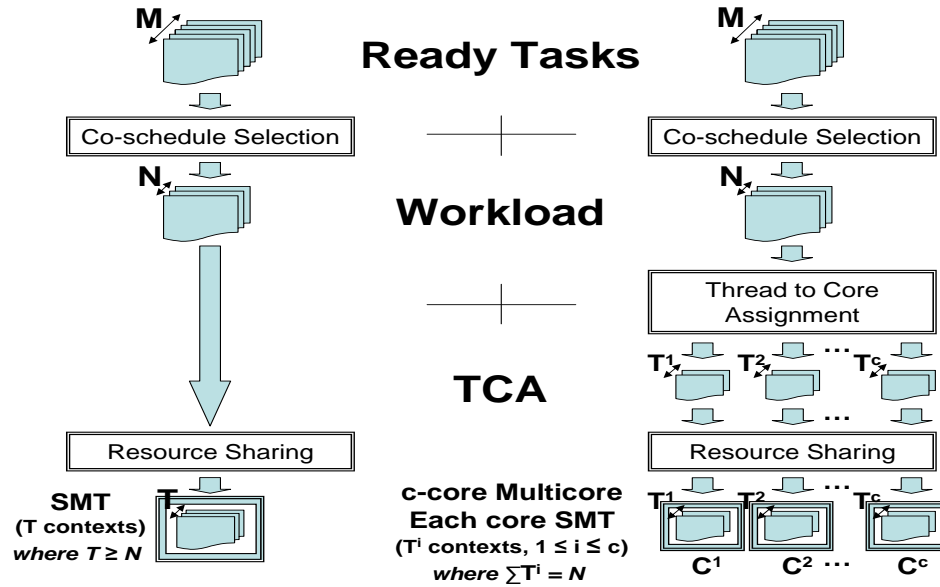 M
Ready Tasks
M
Co-schedule Selection
Co-schedule Selection
N
Workload
N
Thread to Core
Assignment
TCA
T¹ T² ... Tᶜ
...
Resource Sharing
Resource Sharing
SMT
(T contexts)
where T ≥ N
T
c-core Multicore
Each core SMT
(Tⁱ contexts, 1 ≤ i ≤ c)
where ∑Tⁱ = N
T¹ T² ... Tᶜ
C¹ C² ... Cᶜ